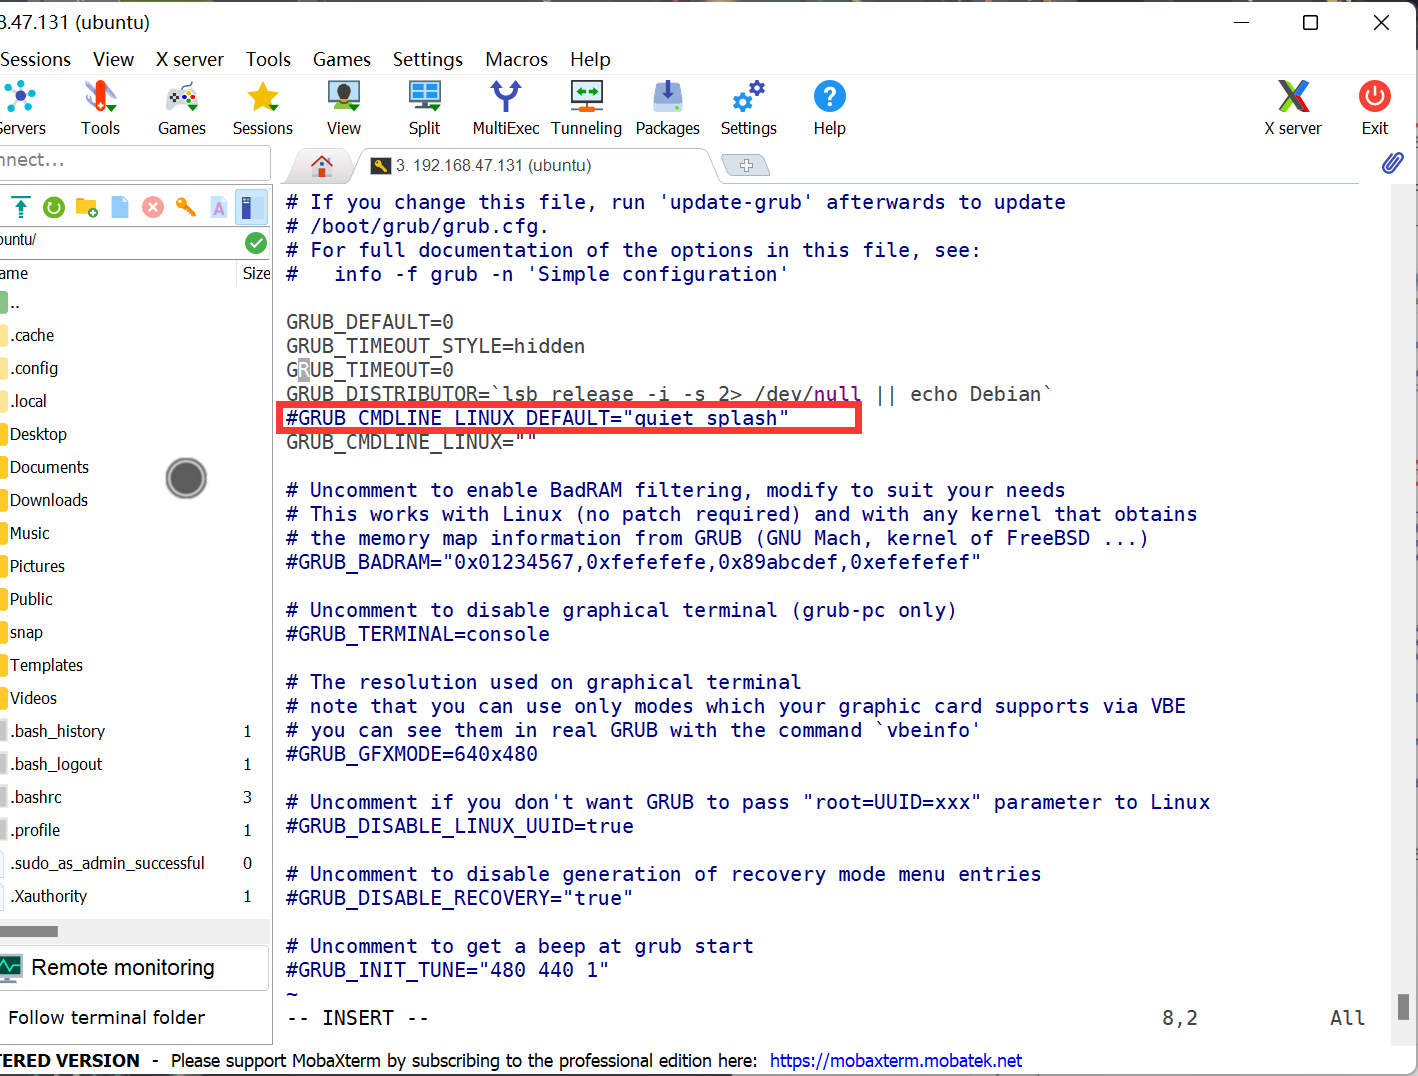 8.47.131 (ubuntu)
Sessions View X server Tools Games Settings Macros Help
Servers Tools Games Sessions View Split MultiExec Tunneling Packages Settings Help X server Exit
nnect...
3. 192.168.47.131 (ubuntu)
buntu/
ame Size
..
.cache
.config
.local
Desktop
Documents
Downloads
Music
Pictures
Public
snap
Templates
Videos
.bash_history 1
.bash_logout 1
.bashrc 3
.profile 1
.sudo_as_admin_successful 0
.Xauthority 1
Remote monitoring
Follow terminal folder
# If you change this file, run 'update-grub' afterwards to update
# /boot/grub/grub.cfg.
# For full documentation of the options in this file, see:
#   info -f grub -n 'Simple configuration'
GRUB_DEFAULT=0
GRUB_TIMEOUT_STYLE=hidden
GRUB_TIMEOUT=0
GRUB_DISTRIBUTOR=`lsb_release -i -s 2> /dev/null || echo Debian`
#GRUB_CMDLINE_LINUX_DEFAULT="quiet splash"
GRUB_CMDLINE_LINUX=""
# Uncomment to enable BadRAM filtering, modify to suit your needs
# This works with Linux (no patch required) and with any kernel that obtains
# the memory map information from GRUB (GNU Mach, kernel of FreeBSD ...)
#GRUB_BADRAM="0x01234567,0xfefefefe,0x89abcdef,0xefefefef"
# Uncomment to disable graphical terminal (grub-pc only)
#GRUB_TERMINAL=console
# The resolution used on graphical terminal
# note that you can use only modes which your graphic card supports via VBE
# you can see them in real GRUB with the command `vbeinfo'
#GRUB_GFXMODE=640x480
# Uncomment if you don't want GRUB to pass "root=UUID=xxx" parameter to Linux
#GRUB_DISABLE_LINUX_UUID=true
# Uncomment to disable generation of recovery mode menu entries
#GRUB_DISABLE_RECOVERY="true"
# Uncomment to get a beep at grub start
#GRUB_INIT_TUNE="480 440 1"
~
-- INSERT -- 8,2 All
TERED VERSION - Please support MobaXterm by subscribing to the professional edition here: https://mobaxterm.mobatek.net